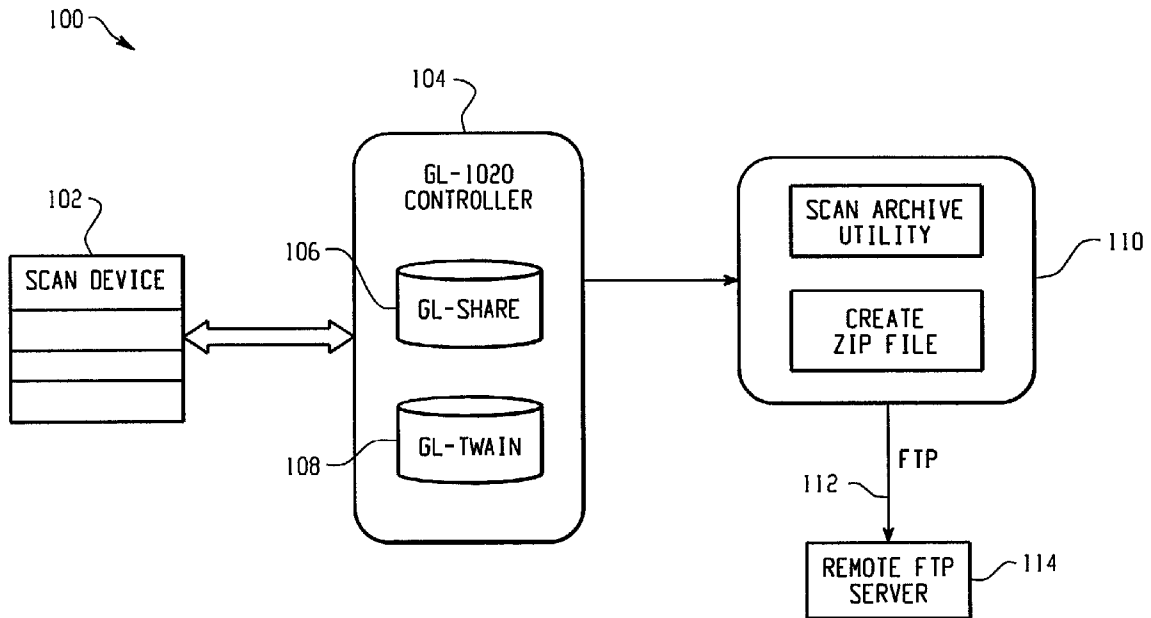 100
104
GL-1020
CONTROLLER
102
SCAN DEVICE
106
GL-SHARE
GL-TWAIN
108
SCAN ARCHIVE
UTILITY
110
CREATE
ZIP FILE
FTP
112
REMOTE FTP
SERVER
114